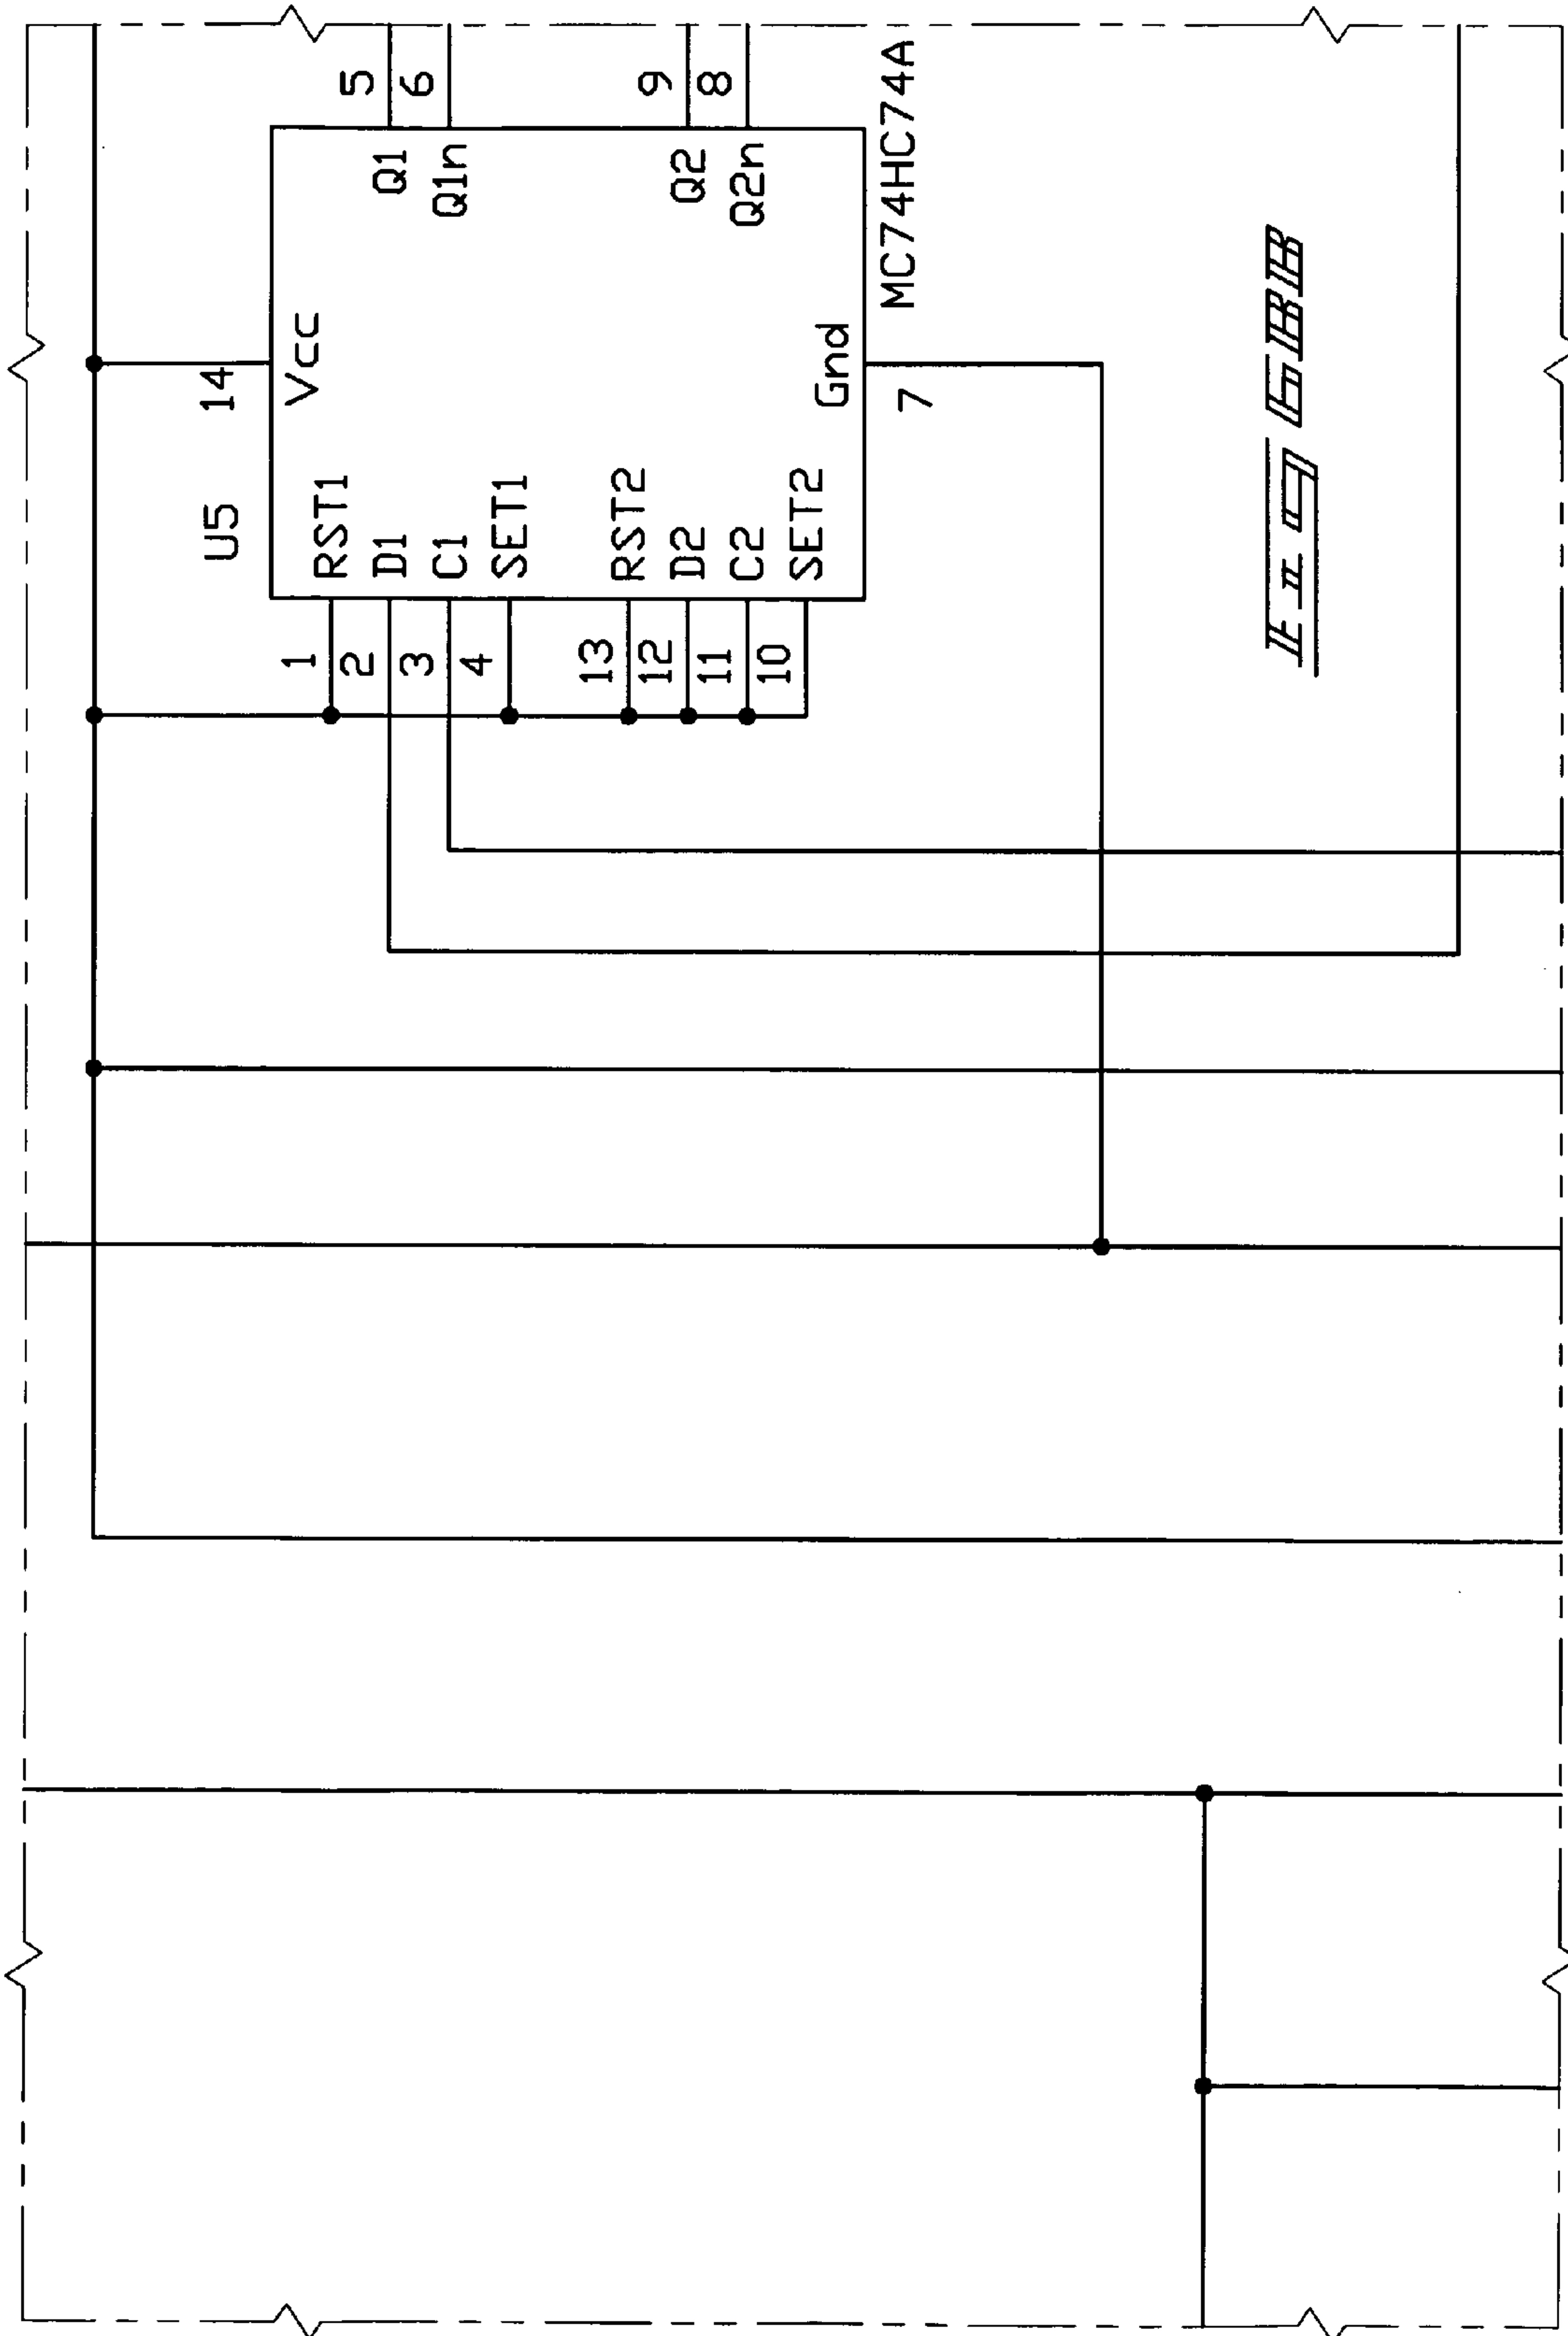 U5
14
Vcc
1 RST1
2 D1 Q1 5
3 C1 Q1n 6
4 SET1
13 RST2
12 D2 Q2 9
11 C2 Q2n 8
10 SET2
Gnd
7
MC74HC74A
Fig 6BB